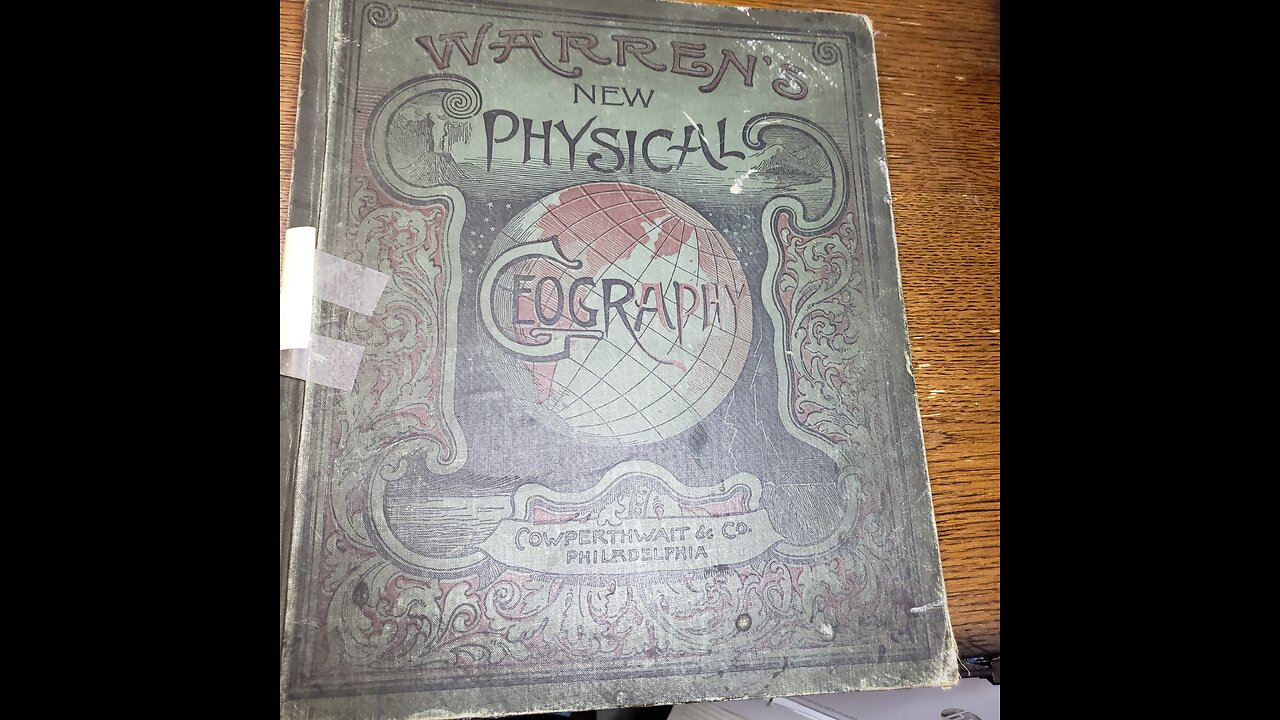 WARREN'S
NEW
PHYSICAL
GEOGRAPHY
COWPERTHWAIT & CO.
PHILADELPHIA